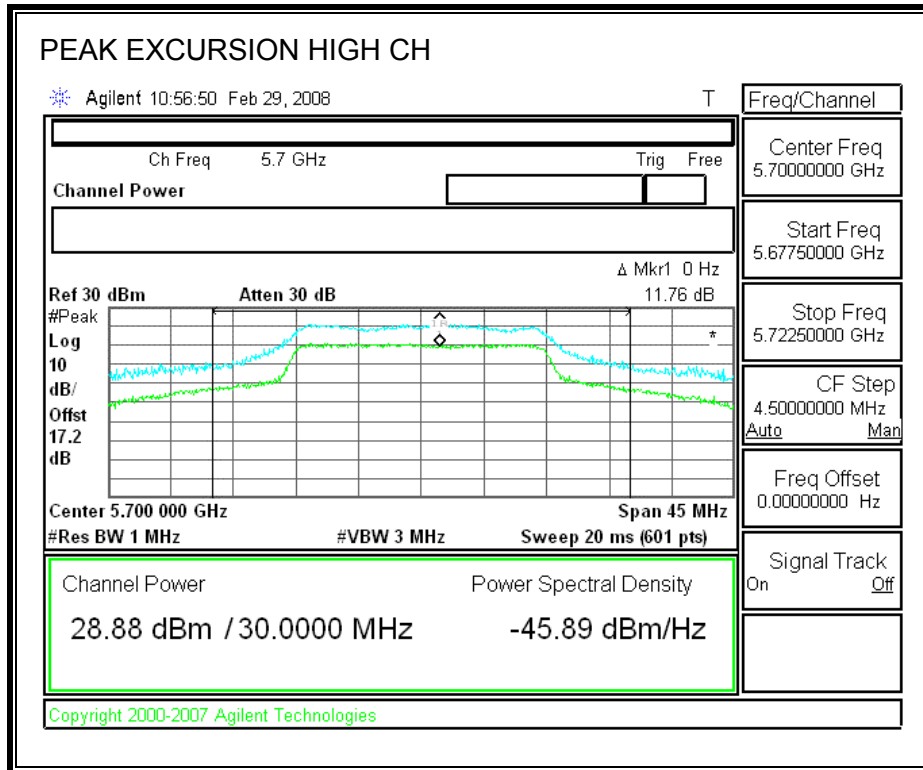 PEAK EXCURSION HIGH CH
Agilent 10:56:50 Feb 29, 2008 T
Ch Freq 5.7 GHz Trig Free
Channel Power
Δ Mkr1 0 Hz
Ref 30 dBm Atten 30 dB 11.76 dB
#Peak
Log
10
dB/
Offst
17.2
dB
*
Center 5.700 000 GHz Span 45 MHz
#Res BW 1 MHz #VBW 3 MHz Sweep 20 ms (601 pts)
Channel Power Power Spectral Density
28.88 dBm / 30.0000 MHz -45.89 dBm/Hz
Copyright 2000-2007 Agilent Technologies
Freq/Channel
Center Freq
5.70000000 GHz
Start Freq
5.67750000 GHz
Stop Freq
5.72250000 GHz
CF Step
4.50000000 MHz
Auto Man
Freq Offset
0.00000000 Hz
Signal Track
On Off